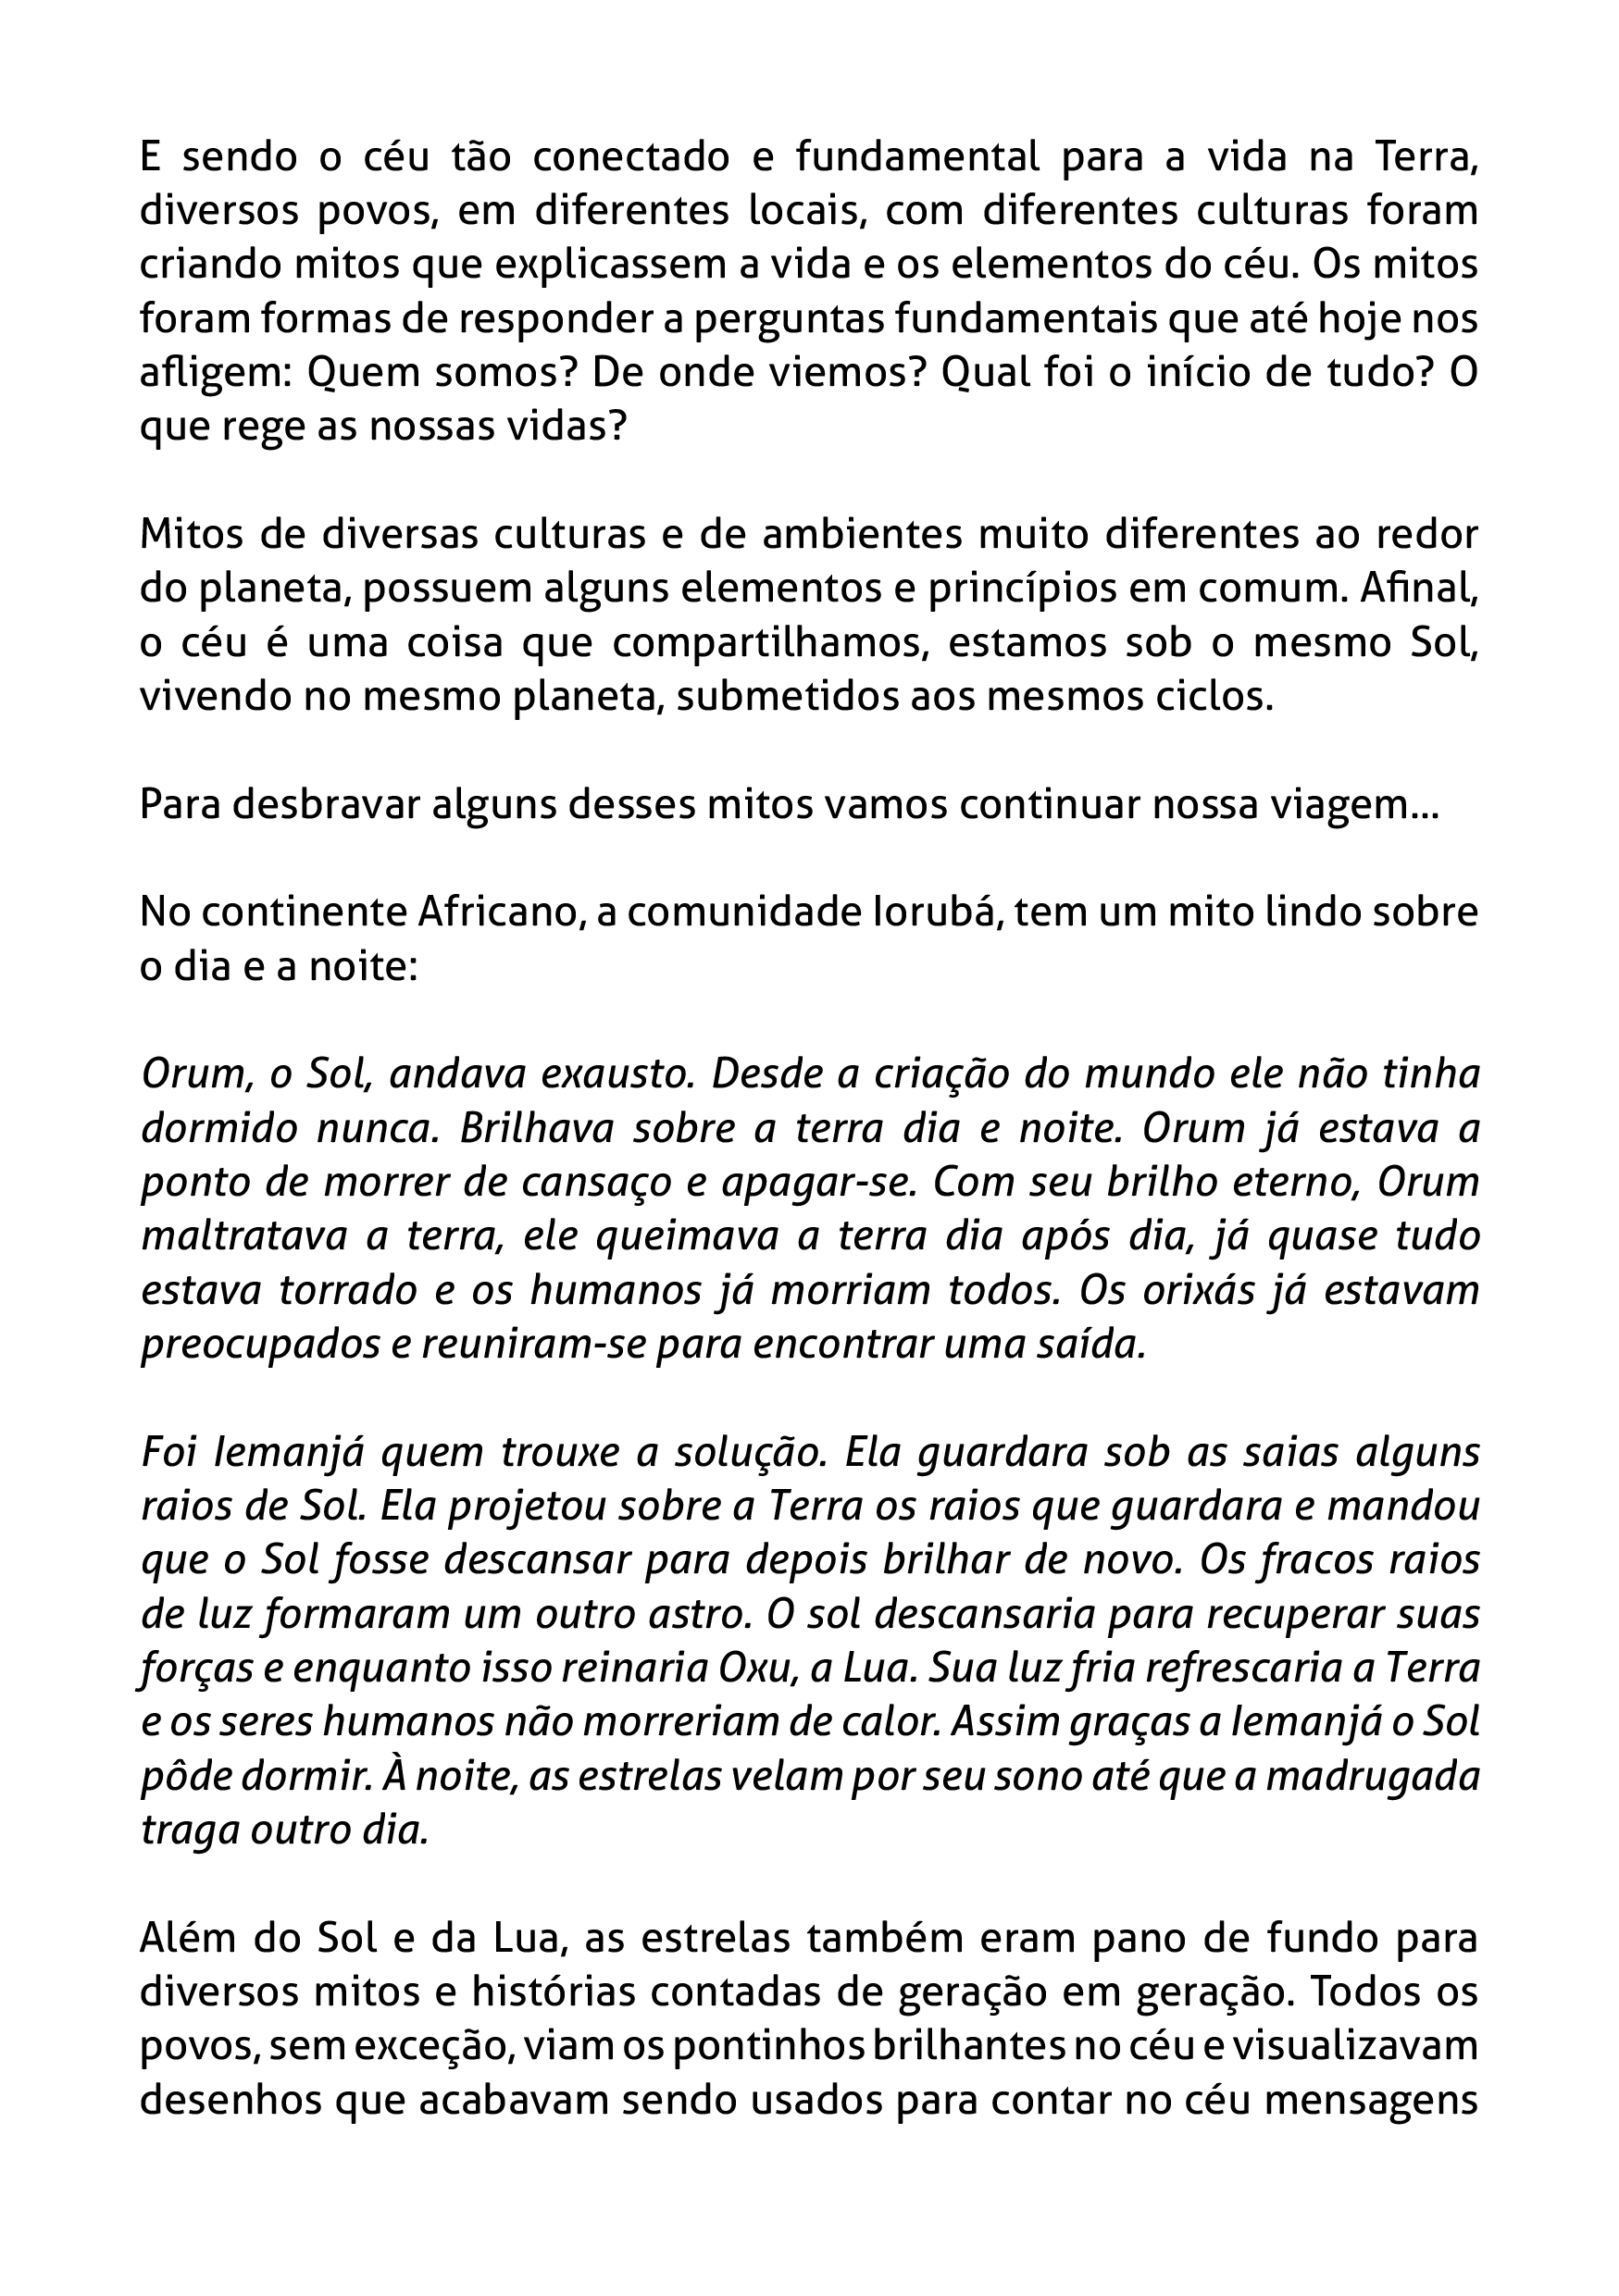 E sendo o céu tão conectado e fundamental para a vida na Terra,
diversos povos, em diferentes locais, com diferentes culturas foram
criando mitos que explicassem a vida e os elementos do céu. Os mitos
foram formas de responder a perguntas fundamentais que até hoje nos
afligem: Quem somos? De onde viemos? Qual foi o início de tudo? O
que rege as nossas vidas?
Mitos de diversas culturas e de ambientes muito diferentes ao redor
do planeta, possuem alguns elementos e princípios em comum. Afinal,
o céu é uma coisa que compartilhamos, estamos sob o mesmo Sol,
vivendo no mesmo planeta, submetidos aos mesmos ciclos.
Para desbravar alguns desses mitos vamos continuar nossa viagem...
No continente Africano, a comunidade Iorubá, tem um mito lindo sobre
o dia e a noite:
Orum, o Sol, andava exausto. Desde a criação do mundo ele não tinha
dormido nunca. Brilhava sobre a terra dia e noite. Orum já estava a
ponto de morrer de cansaço e apagar-se. Com seu brilho eterno, Orum
maltratava a terra, ele queimava a terra dia após dia, já quase tudo
estava torrado e os humanos já morriam todos. Os orixás já estavam
preocupados e reuniram-se para encontrar uma saída.
Foi Iemanjá quem trouxe a solução. Ela guardara sob as saias alguns
raios de Sol. Ela projetou sobre a Terra os raios que guardara e mandou
que o Sol fosse descansar para depois brilhar de novo. Os fracos raios
de luz formaram um outro astro. O sol descansaria para recuperar suas
forças e enquanto isso reinaria Oxu, a Lua. Sua luz fria refrescaria a Terra
e os seres humanos não morreriam de calor. Assim graças a Iemanjá o Sol
pôde dormir. À noite, as estrelas velam por seu sono até que a madrugada
traga outro dia.
Além do Sol e da Lua, as estrelas também eram pano de fundo para
diversos mitos e histórias contadas de geração em geração. Todos os
povos, sem exceção, viam os pontinhos brilhantes no céu e visualizavam
desenhos que acabavam sendo usados para contar no céu mensagens